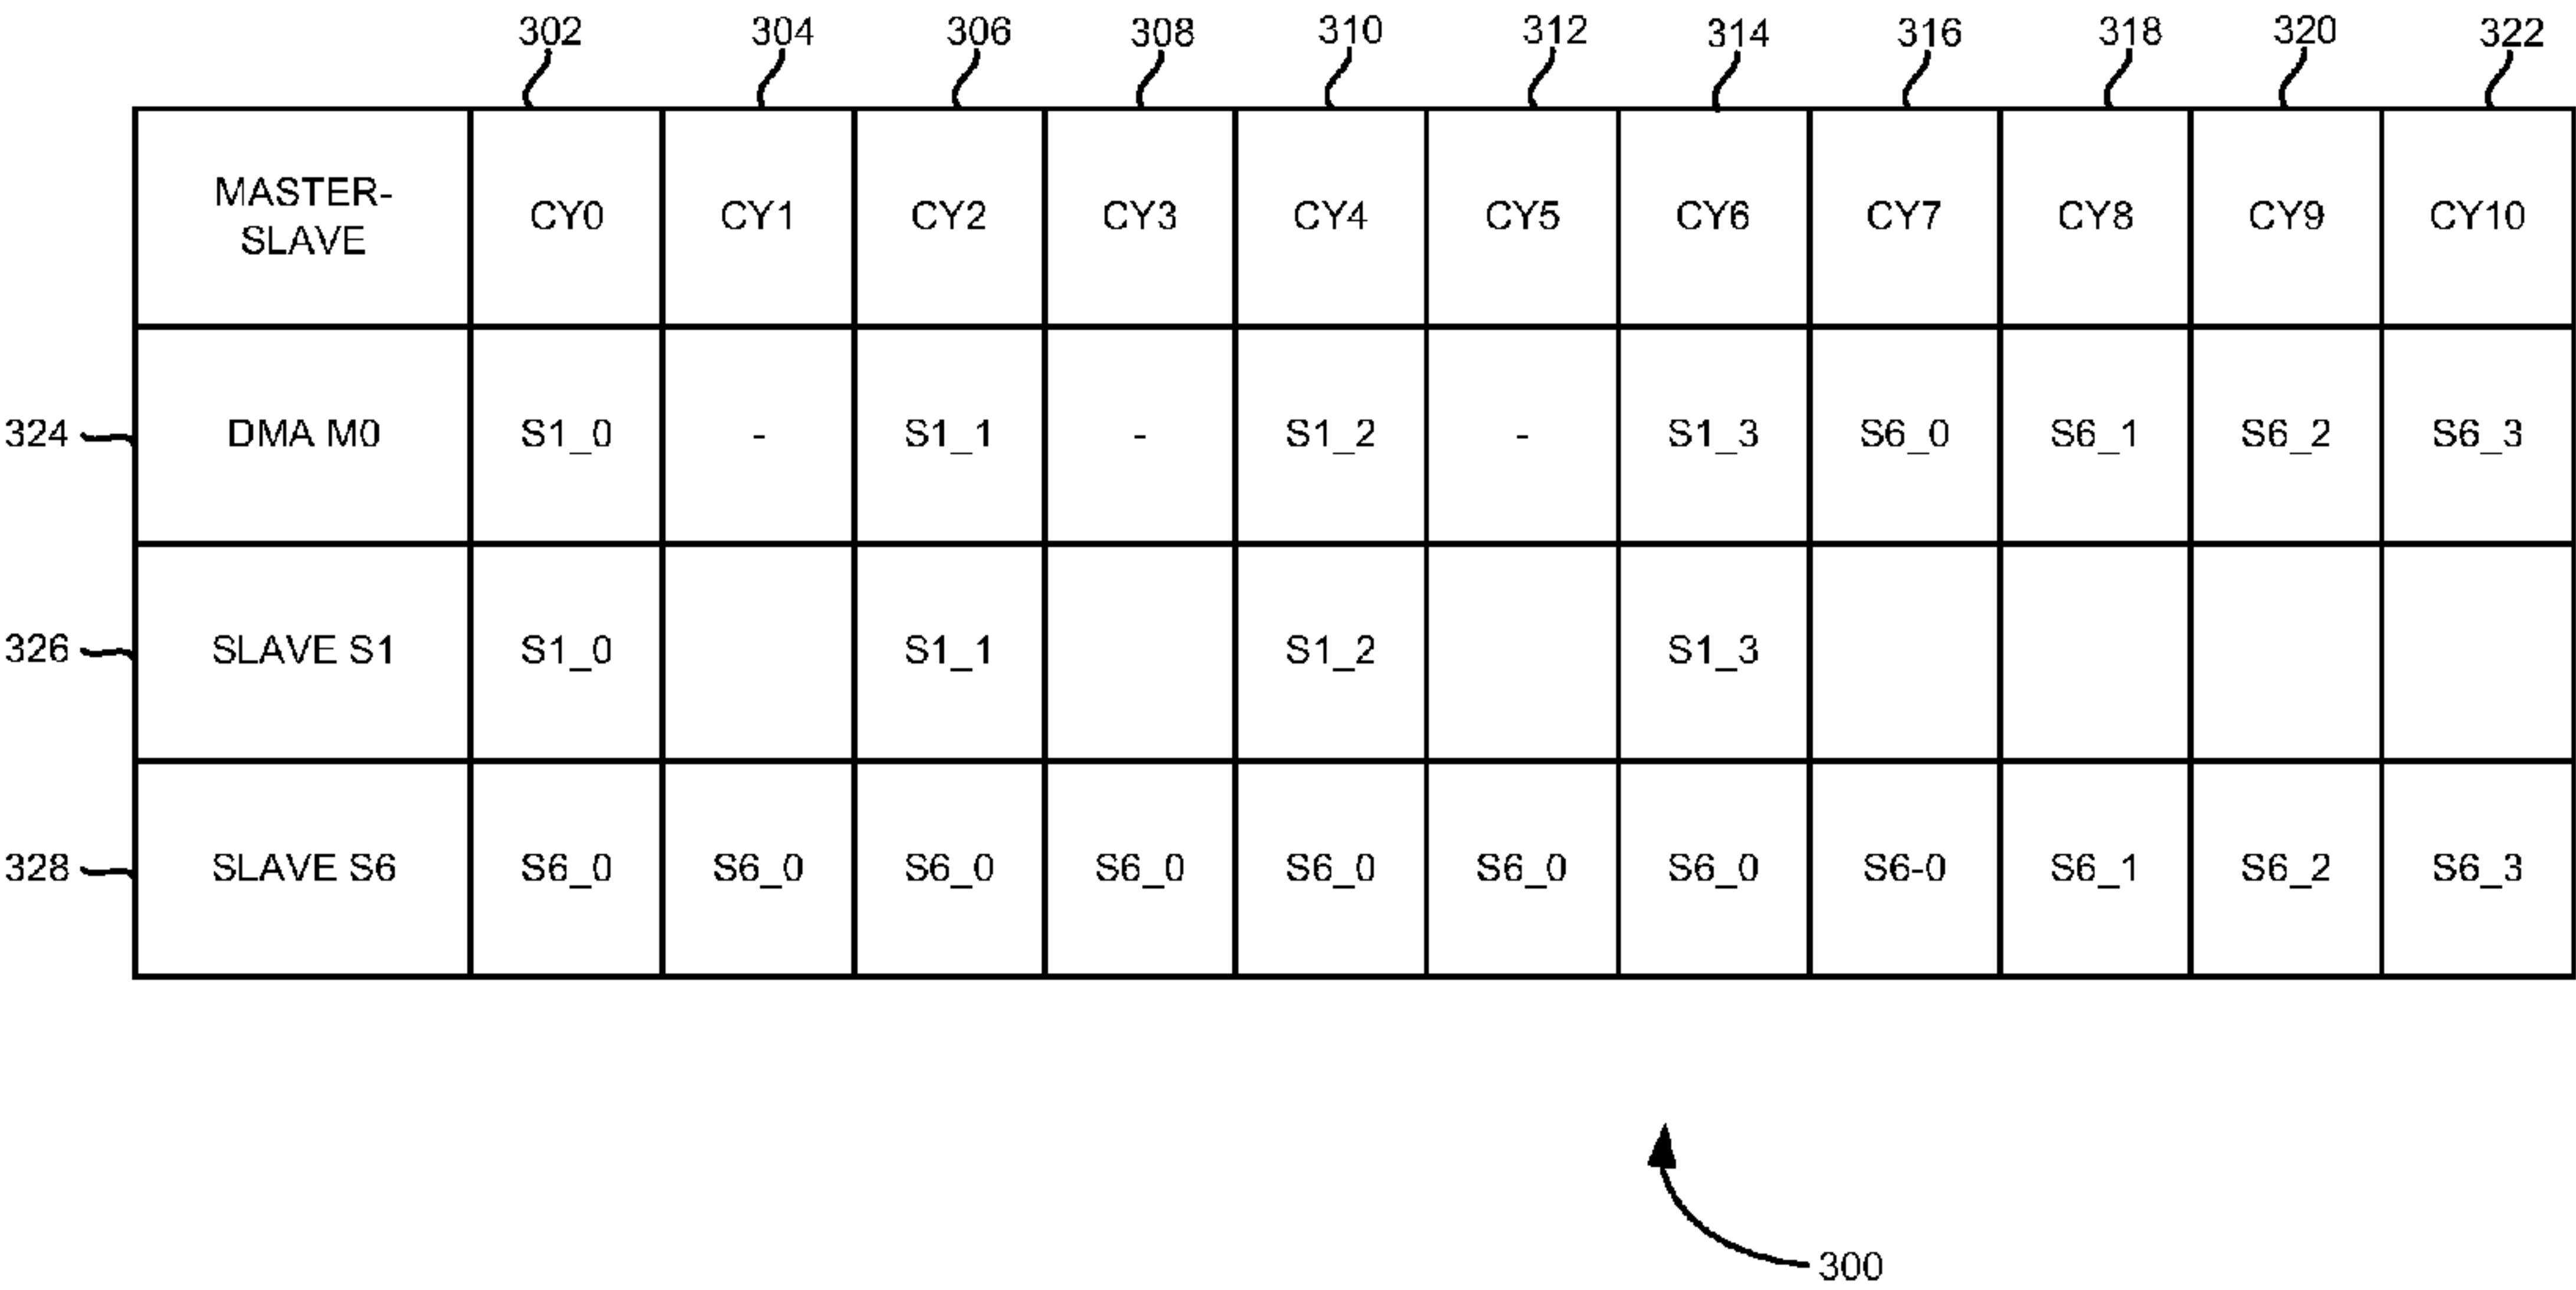 302 304 306 308 310 312 314 316 318 320 322
MASTER-
SLAVE CY0 CY1 CY2 CY3 CY4 CY5 CY6 CY7 CY8 CY9 CY10
324 DMA M0 S1_0 - S1_1 - S1_2 - S1_3 S6_0 S6_1 S6_2 S6_3
326 SLAVE S1 S1_0 S1_1 S1_2 S1_3
328 SLAVE S6 S6_0 S6_0 S6_0 S6_0 S6_0 S6_0 S6_0 S6-0 S6_1 S6_2 S6_3
300